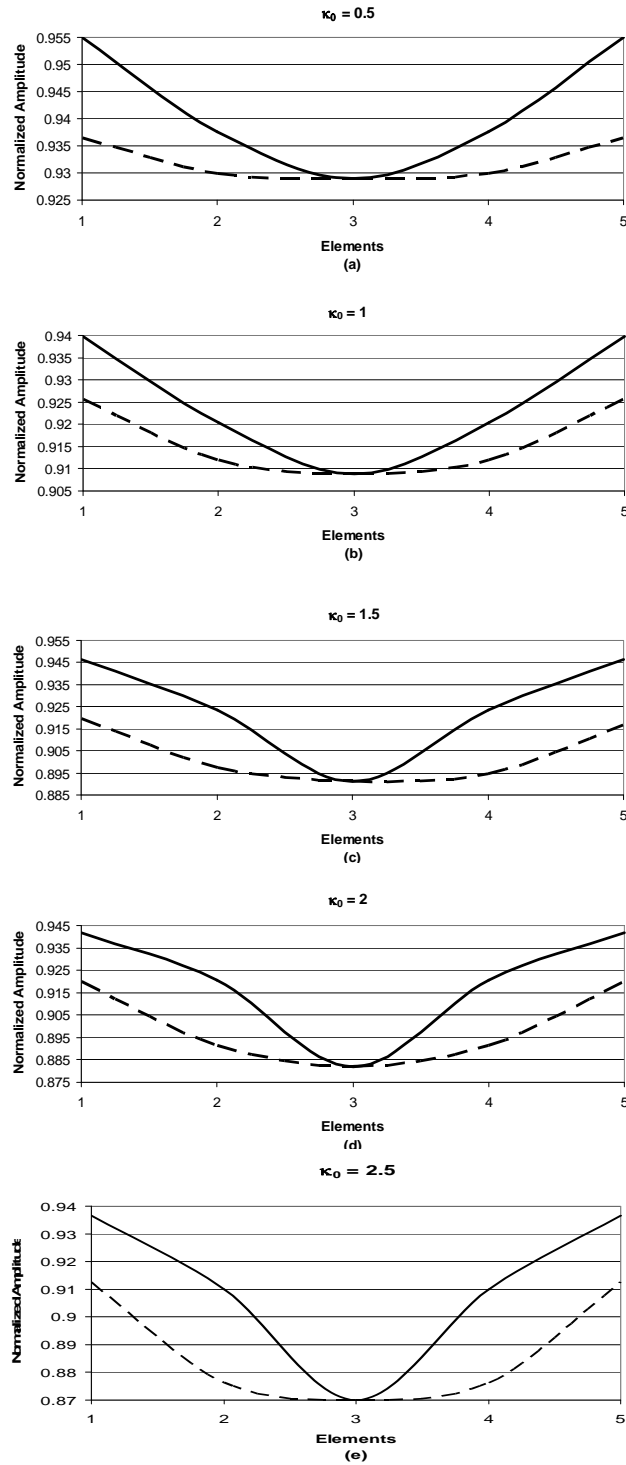 κ₀ = 0.5
Normalized Amplitude
0.955
0.95
0.945
0.94
0.935
0.93
0.925
1 2 3 4 5
Elements
(a)
κ₀ = 1
Normalized Amplitude
0.94
0.935
0.93
0.925
0.92
0.915
0.91
0.905
1 2 3 4 5
Elements
(b)
κ₀ = 1.5
Normalized Amplitude
0.955
0.945
0.935
0.925
0.915
0.905
0.895
0.885
1 2 3 4 5
Elements
(c)
κ₀ = 2
Normalized Amplitude
0.945
0.935
0.925
0.915
0.905
0.895
0.885
0.875
1 2 3 4 5
Elements
(d)
κ₀ = 2.5
Normalized Amplitude
0.94
0.93
0.92
0.91
0.9
0.89
0.88
0.87
1 2 3 4 5
Elements
(e)